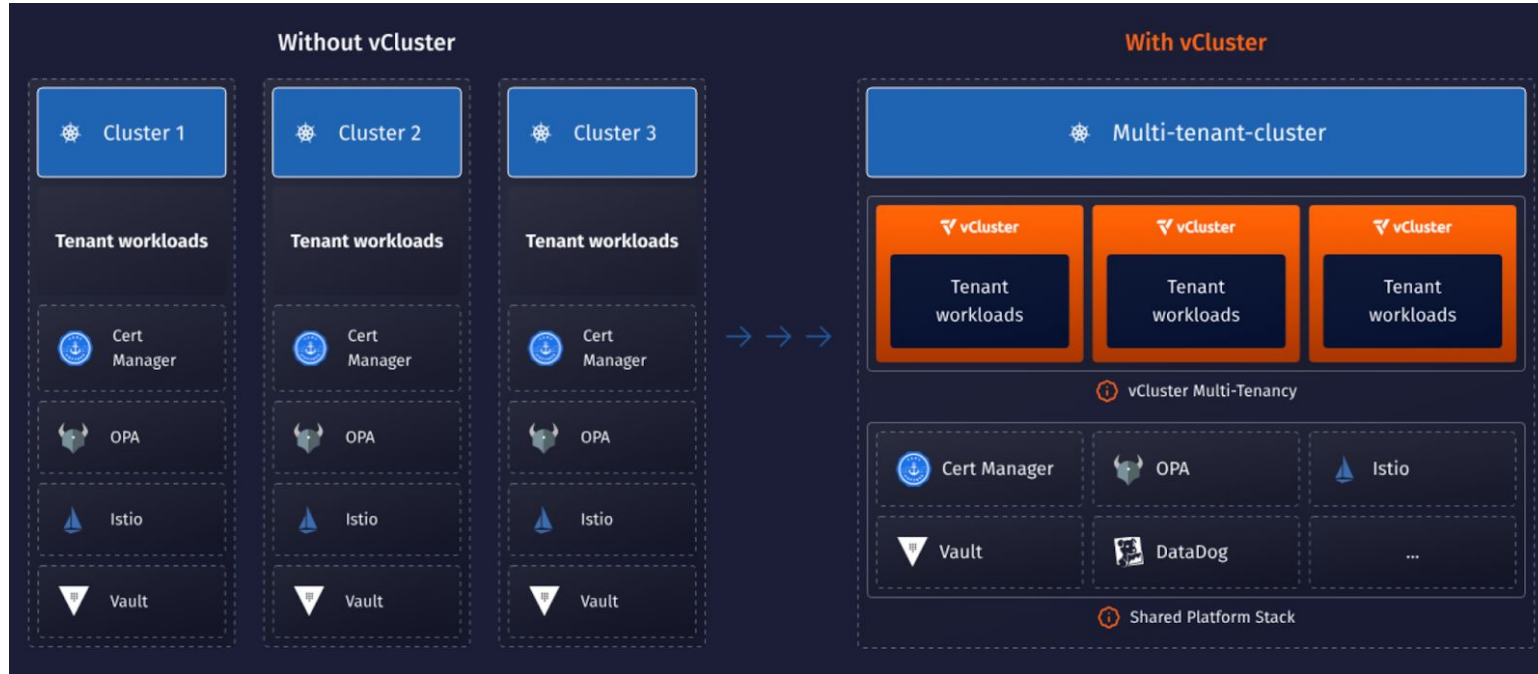 Without vCluster
Cluster 1
Tenant workloads
Cert
Manager
OPA
Istio
Vault
Cluster 2
Tenant workloads
Cert
Manager
OPA
Istio
Vault
Cluster 3
Tenant workloads
Cert
Manager
OPA
Istio
Vault
With vCluster
Multi-tenant-cluster
vCluster
Tenant
workloads
vCluster
Tenant
workloads
vCluster
Tenant
workloads
vCluster Multi-Tenancy
Cert Manager
OPA
Istio
Vault
DataDog
...
Shared Platform Stack